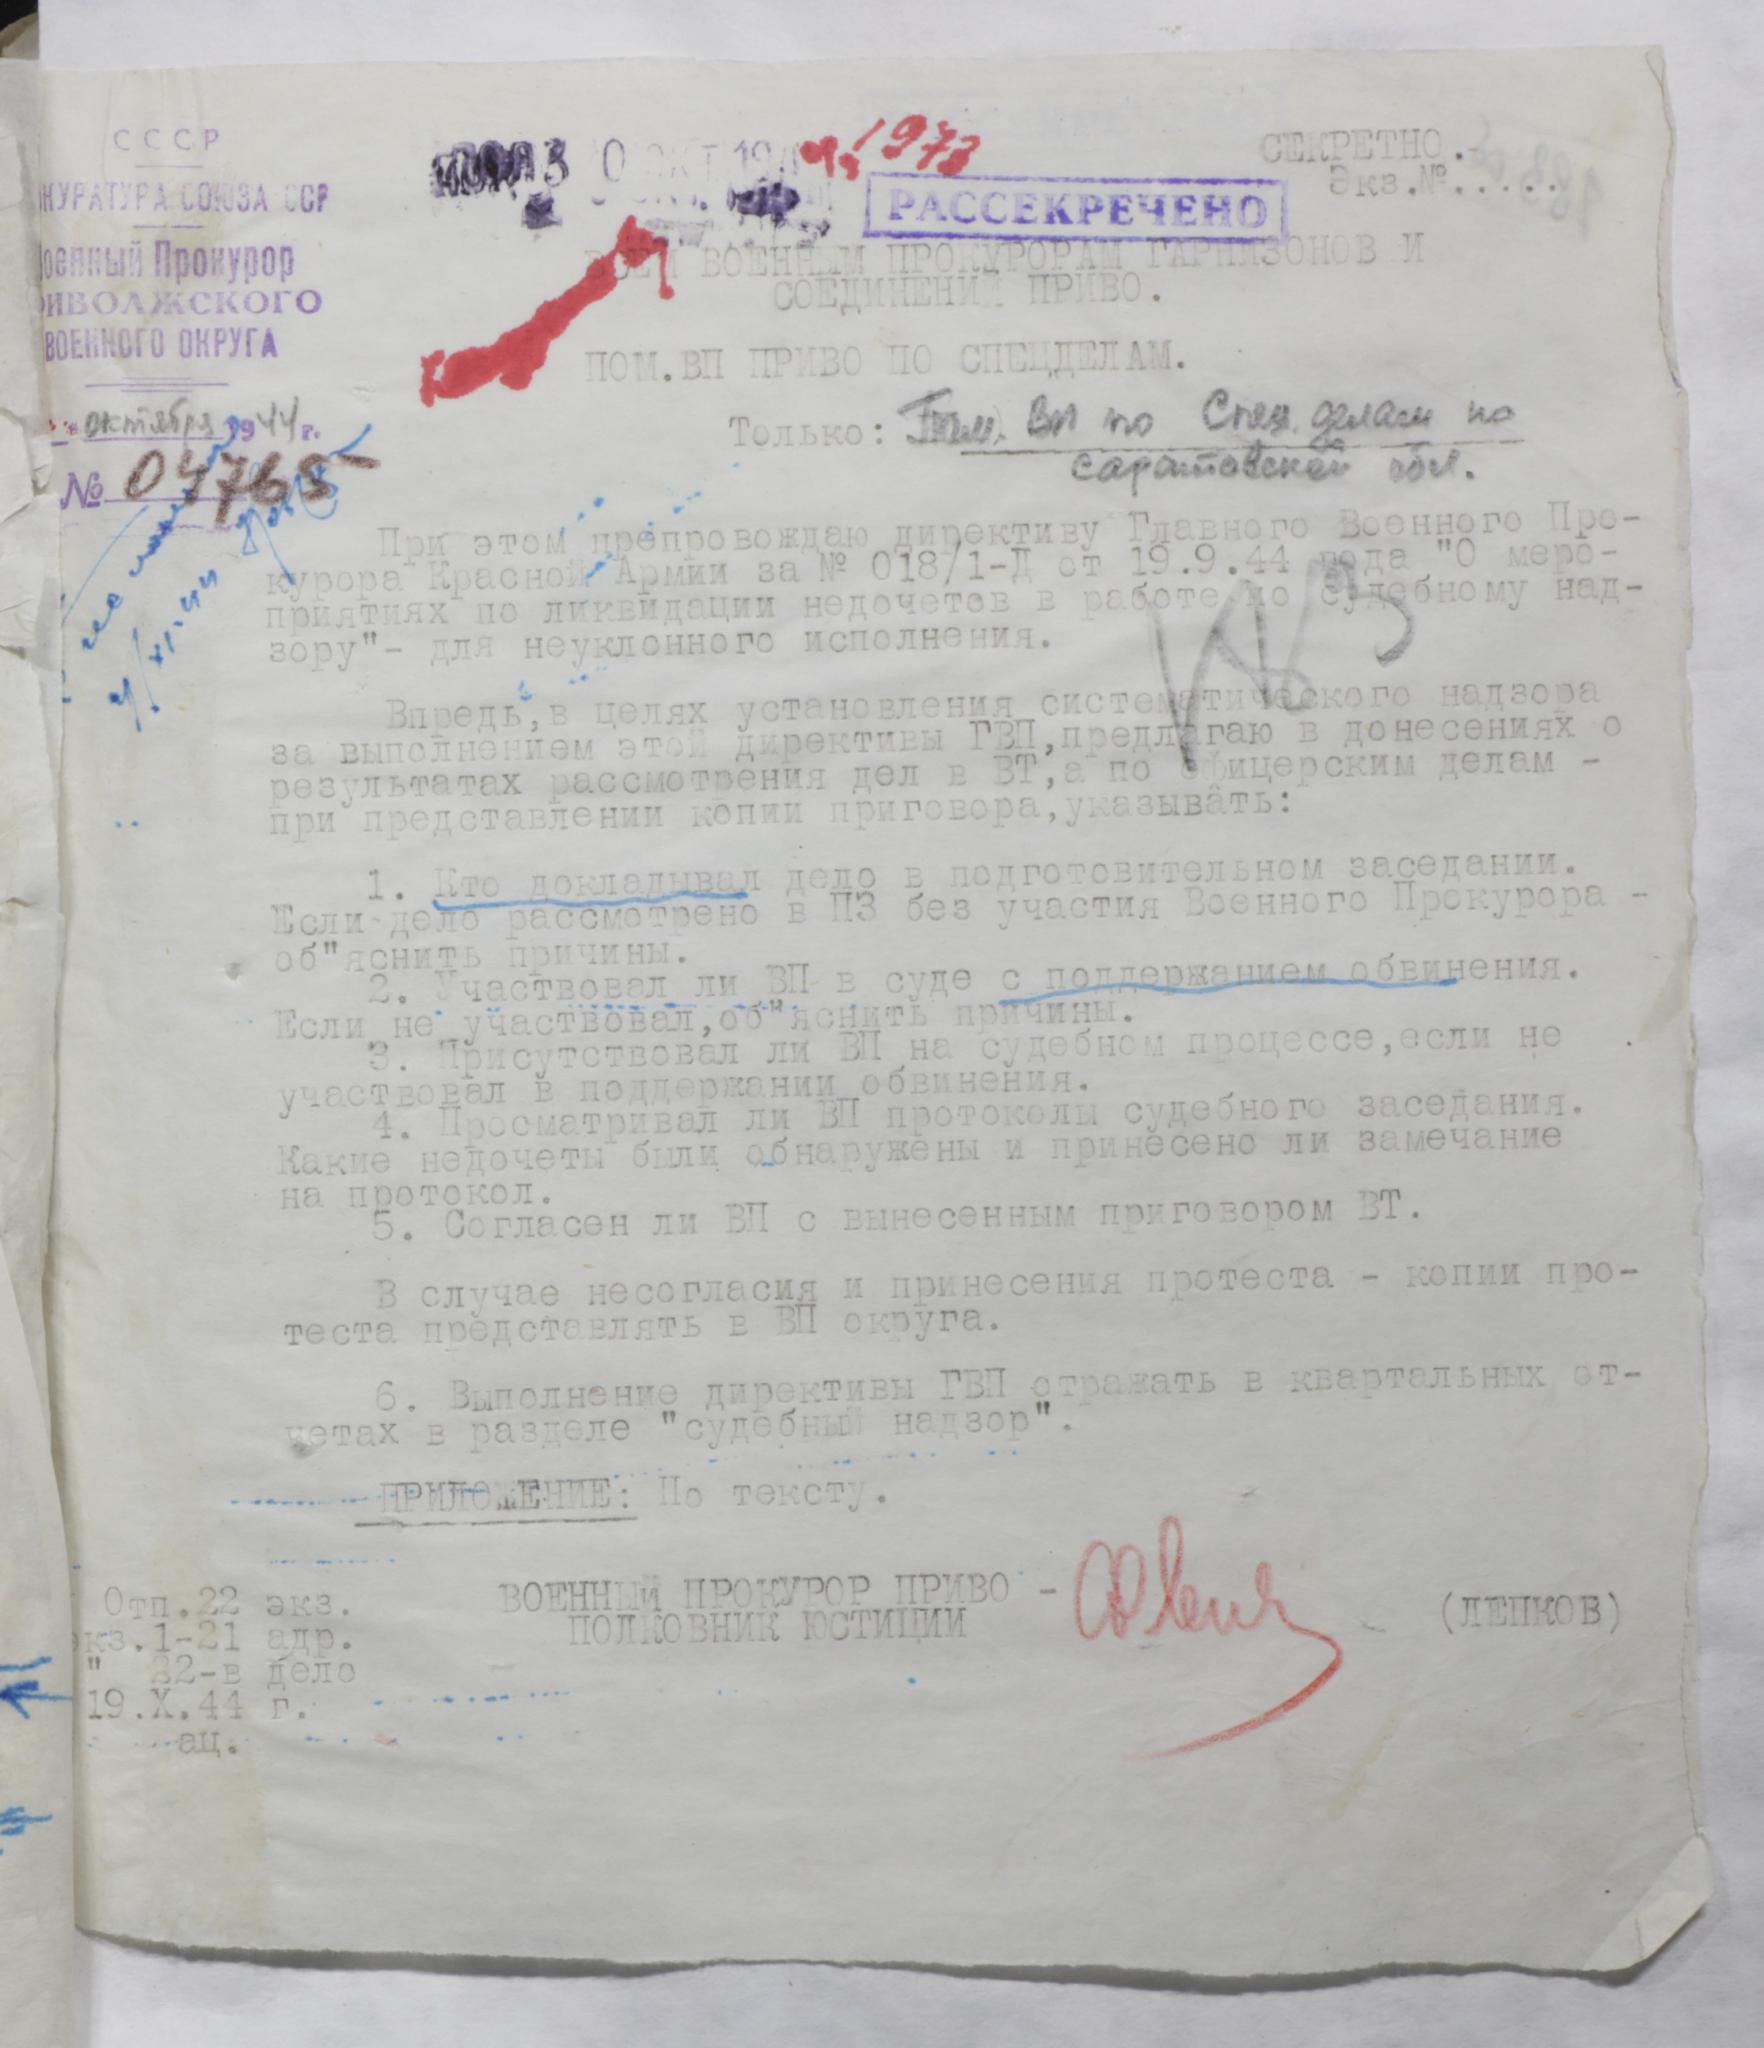 СССР
НУРАТУРА СОЮЗА ССР
оенный Прокурор
ИВОЛЖСКОГО
ВОЕННОГО ОКРУГА
октября 1944 г.
№ 04765
1973
СЕКРЕТНО.
Экз.№.....
РАССЕКРЕЧЕНО
ВСЕМ ВОЕННЫМ ПРОКУРОРАМ ГАРНИЗОНОВ И
СОЕДИНЕНИЙ ПРИВО.
ПОМ.ВП ПРИВО ПО СПЕЦДЕЛАМ.
Только: Пом. ВП по Спец. делам по
Саратовской обл.
При этом препровождаю директиву Главного Военного Про-
курора Красной Армии за № 018/1-Д от 19.9.44 года "О меро-
приятиях по ликвидации недочетов в работе по судебному над-
зору"- для неуклонного исполнения.
Впредь,в целях установления систематического надзора
за выполнением этой директивы ГВП,предлагаю в донесениях о
результатах рассмотрения дел в ВТ,а по офицерским делам -
при представлении копии приговора,указывать:
1. Кто докладывал дело в подготовительном заседании.
Если дело рассмотрено в ПЗ без участия Военного Прокурора -
об"яснить причины.
2. Участвовал ли ВП в суде с поддержанием обвинения.
Если не участвовал,об"яснить причины.
3. Присутствовал ли ВП на судебном процессе,если не
участвовал в поддержании обвинения.
4. Просматривал ли ВП протоколы судебного заседания.
Какие недочеты были обнаружены и принесено ли замечание
на протокол.
5. Согласен ли ВП с вынесенным приговором ВТ.
В случае несогласия и принесения протеста - копии про-
теста представлять в ВП округа.
6. Выполнение директивы ГВП отражать в квартальных от-
четах в разделе "судебный надзор".
ПРИЛОЖЕНИЕ: По тексту.
ВОЕННЫЙ ПРОКУРОР ПРИВО -
ПОЛКОВНИК ЮСТИЦИИ
(ЛЕПКОВ)
Отп.22 экз.
кз.1-21 адр.
" 22-в дело
19.X.44 г.
ац.